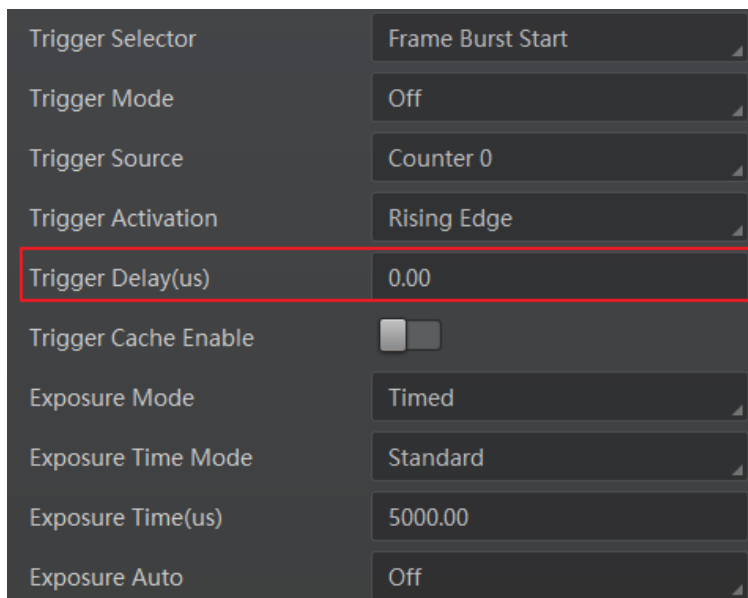 Trigger Selector Frame Burst Start
Trigger Mode Off
Trigger Source Counter 0
Trigger Activation Rising Edge
Trigger Delay(us) 0.00
Trigger Cache Enable
Exposure Mode Timed
Exposure Time Mode Standard
Exposure Time(us) 5000.00
Exposure Auto Off